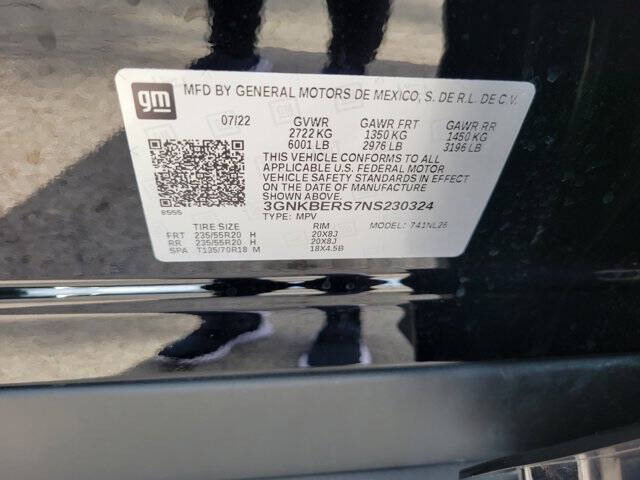 gm
MFD BY GENERAL MOTORS DE MEXICO, S. DE R.L. DE C.V.
07/22 GVWR GAWR FRT GAWR RR
2722 KG 1350 KG 1450 KG
6001 LB 2976 LB 3196 LB
THIS VEHICLE CONFORMS TO ALL
APPLICABLE U.S. FEDERAL MOTOR
VEHICLE SAFETY STANDARDS IN EFFECT
ON THE DATE OF MANUFACTURE SHOWN ABOVE.
3GNKBERS7NS230324
8555
TYPE: MPV MODEL: 741NL26
TIRE SIZE RIM
FRT 235/55R20 H 20X8J
RR 235/55R20 H 20X8J
SPA T135/70R18 M 18X4.5B